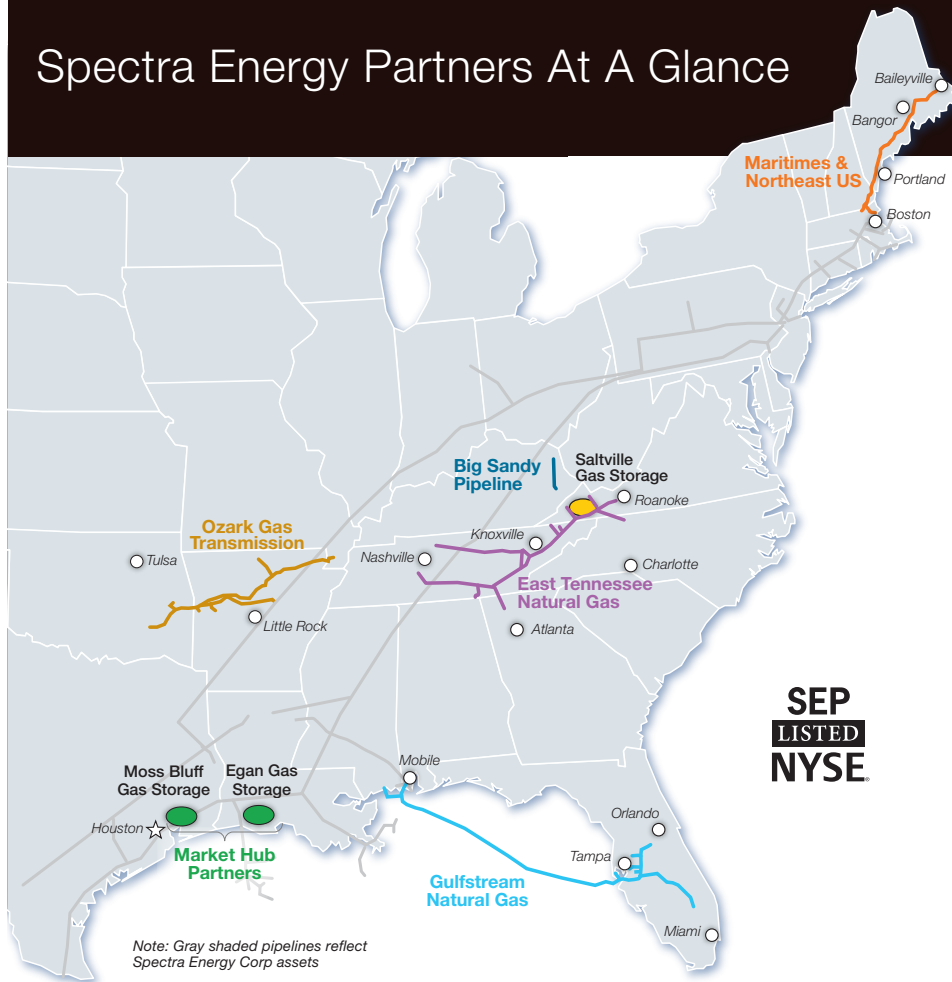 Spectra Energy Partners At A Glance
Baileyville
Bangor
Maritimes &
Northeast US
Portland
Boston
Big Sandy
Pipeline
Saltville
Gas Storage
Roanoke
Ozark Gas
Transmission
Knoxville
Nashville
Tulsa
Charlotte
East Tennessee
Natural Gas
Little Rock
Atlanta
SEP
LISTED
NYSE®
Mobile
Moss Bluff
Gas Storage
Egan Gas
Storage
Houston
Orlando
Market Hub
Partners
Tampa
Gulfstream
Natural Gas
Miami
Note: Gray shaded pipelines reflect
Spectra Energy Corp assets